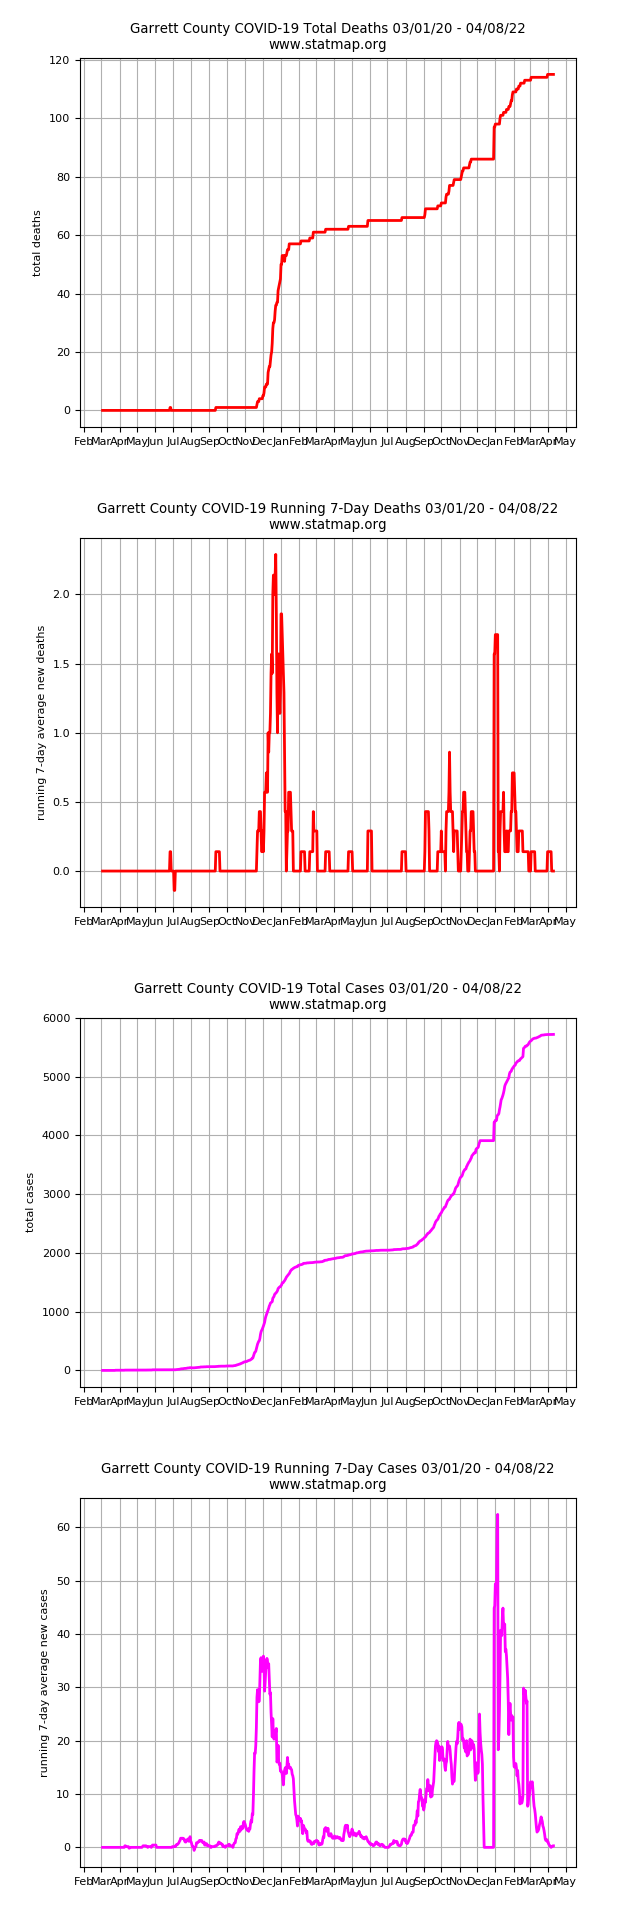 Garrett County COVID-19 Total Deaths 03/01/20 - 04/08/22
www.statmap.org
120
100
80
60
40
20
0
total deaths
Feb Mar Apr May Jun Jul Aug Sep Oct Nov Dec Jan Feb Mar Apr May Jun Jul Aug Sep Oct Nov Dec Jan Feb Mar Apr May
Garrett County COVID-19 Running 7-Day Deaths 03/01/20 - 04/08/22
www.statmap.org
2.0
1.5
1.0
0.5
0.0
running 7-day average new deaths
Feb Mar Apr May Jun Jul Aug Sep Oct Nov Dec Jan Feb Mar Apr May Jun Jul Aug Sep Oct Nov Dec Jan Feb Mar Apr May
Garrett County COVID-19 Total Cases 03/01/20 - 04/08/22
www.statmap.org
6000
5000
4000
3000
2000
1000
0
total cases
Feb Mar Apr May Jun Jul Aug Sep Oct Nov Dec Jan Feb Mar Apr May Jun Jul Aug Sep Oct Nov Dec Jan Feb Mar Apr May
Garrett County COVID-19 Running 7-Day Cases 03/01/20 - 04/08/22
www.statmap.org
60
50
40
30
20
10
0
running 7-day average new cases
Feb Mar Apr May Jun Jul Aug Sep Oct Nov Dec Jan Feb Mar Apr May Jun Jul Aug Sep Oct Nov Dec Jan Feb Mar Apr May